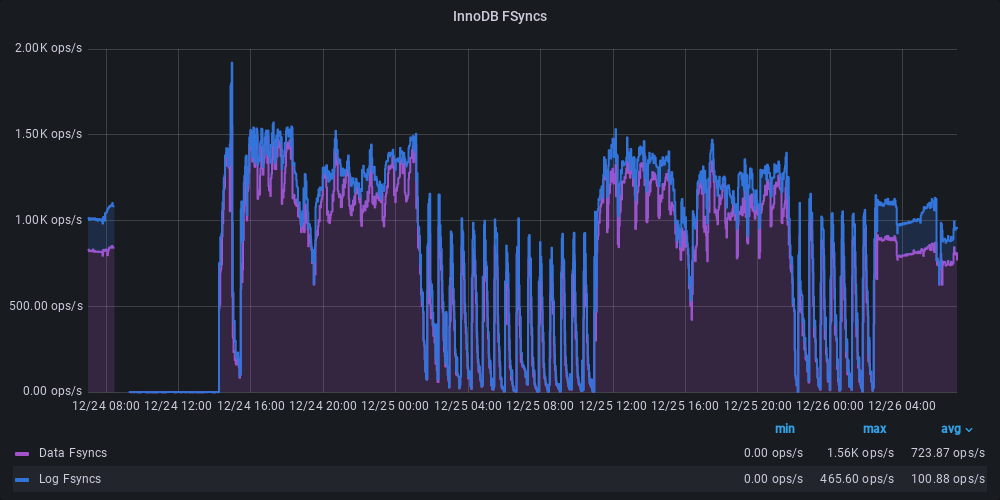 InnoDB FSyncs
2.00K ops/s
1.50K ops/s
1.00K ops/s
500.00 ops/s
0.00 ops/s
12/24 08:00 12/24 12:00 12/24 16:00 12/24 20:00 12/25 00:00 12/25 04:00 12/25 08:00 12/25 12:00 12/25 16:00 12/25 20:00 12/26 00:00 12/26 04:00
min max avg
Data Fsyncs 0.00 ops/s 1.56K ops/s 723.87 ops/s
Log Fsyncs 0.00 ops/s 465.60 ops/s 100.88 ops/s